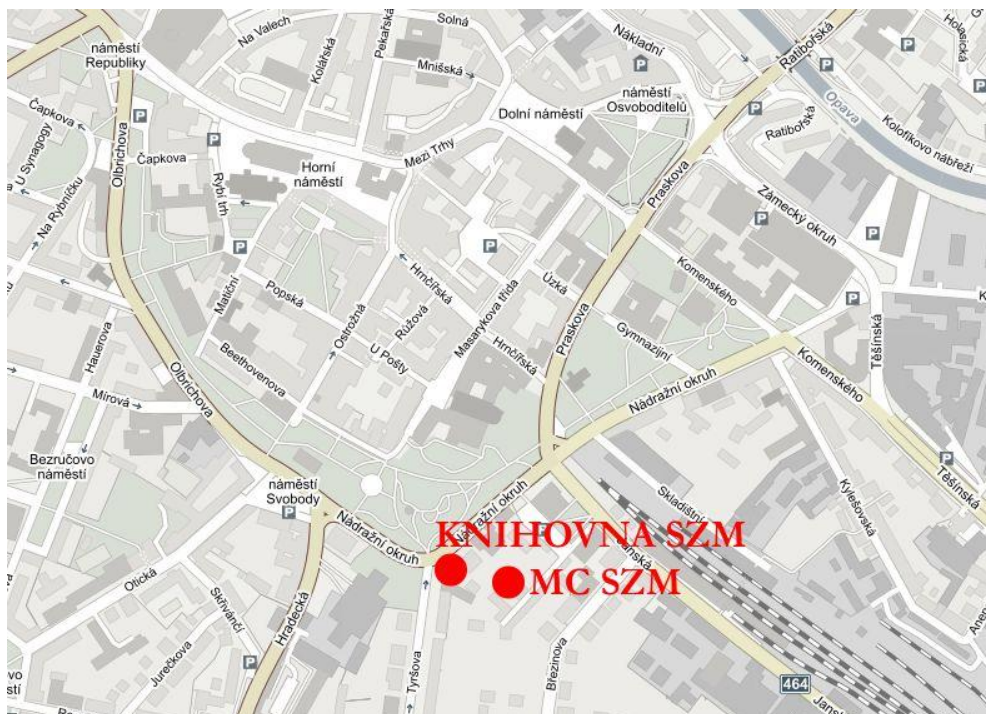 Solná
Na Valech
Pekařská
Kolářská
Mnišská
náměstí
Republiky
Nákladní
P
Ratibořská
Holasická
Opava
P
P
P
náměstí
Osvoboditelů
Dolní náměstí
P
P
Ratibořská
Kolofíkovo nábřeží
Čapkova
U Synagogy
Olbrichova
P
P
Čapkova
Rybí trh
Mezi Trhy
Horní
náměstí
Na Rybníčku
Praskova
P
Zámecký okruh
P
P
P
Hrnčířská
Úzká
Komenského
P
Matiční
Popská
Ostrožná
Růžová
Masarykova třída
Gymnazijní
Těšínská
Hauerova
Beethovenova
U Pošty
Hrnčířská
Praskova
Komenského
Mírová
Olbrichova
Nádražní okruh
Bezručovo
náměstí
náměstí
Svobody
P
Nádražní okruh
Nádražní okruh
Skladištní
Kylešovská
P
Těšínská
KNIHOVNA SZM
MC SZM
Otická
Skřivánčí
Hradecká
Jurečkova
P
Tyršova
Březinova
464